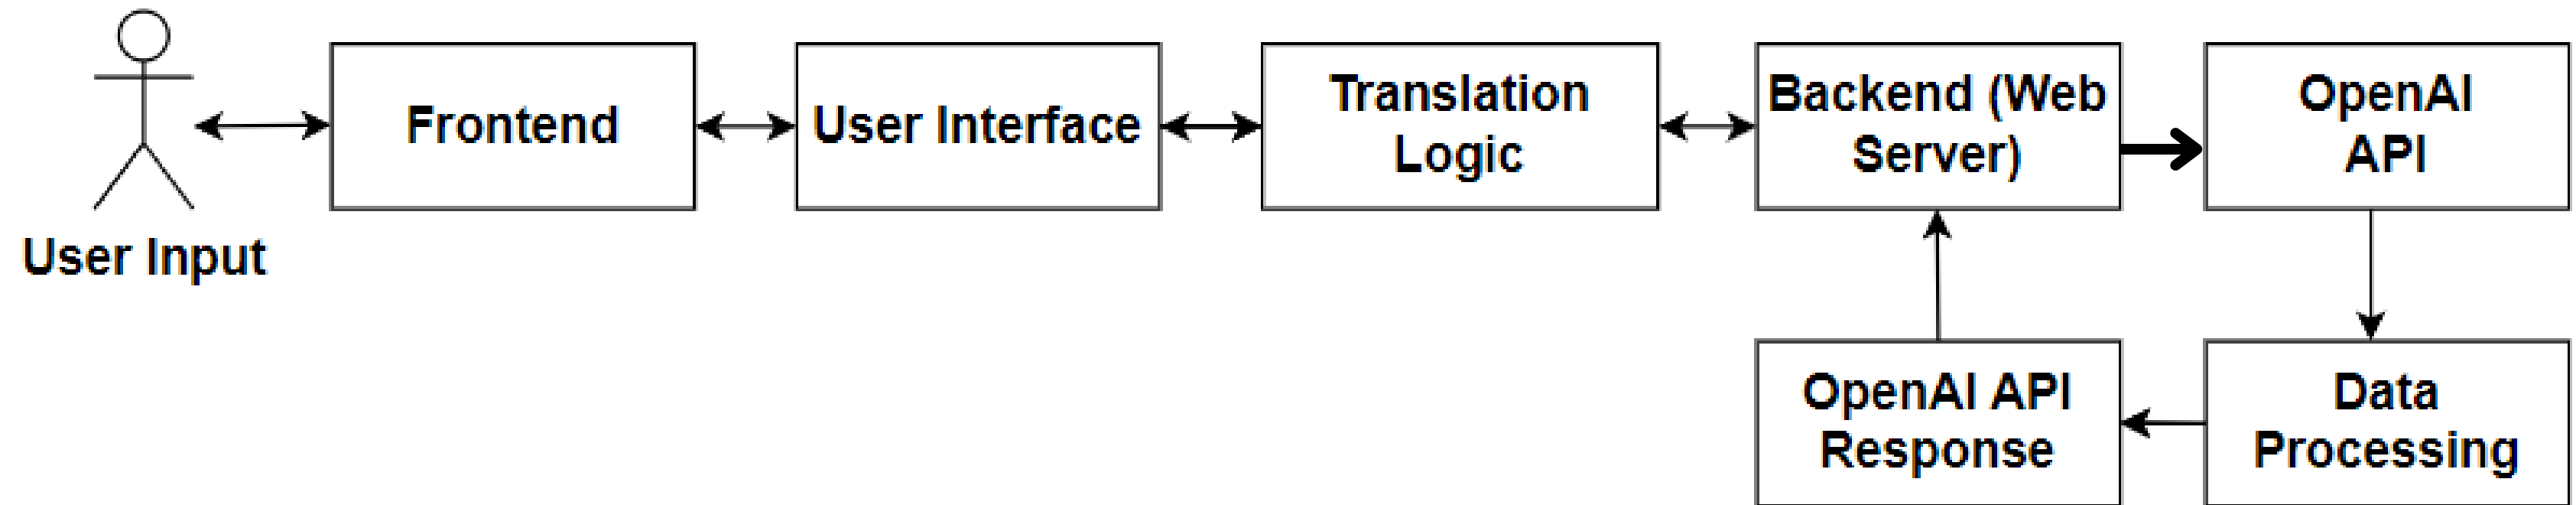 Frontend
User Interface
Translation
Logic
Backend (Web
Server)
OpenAI
API
User Input
OpenAI API
Response
Data
Processing